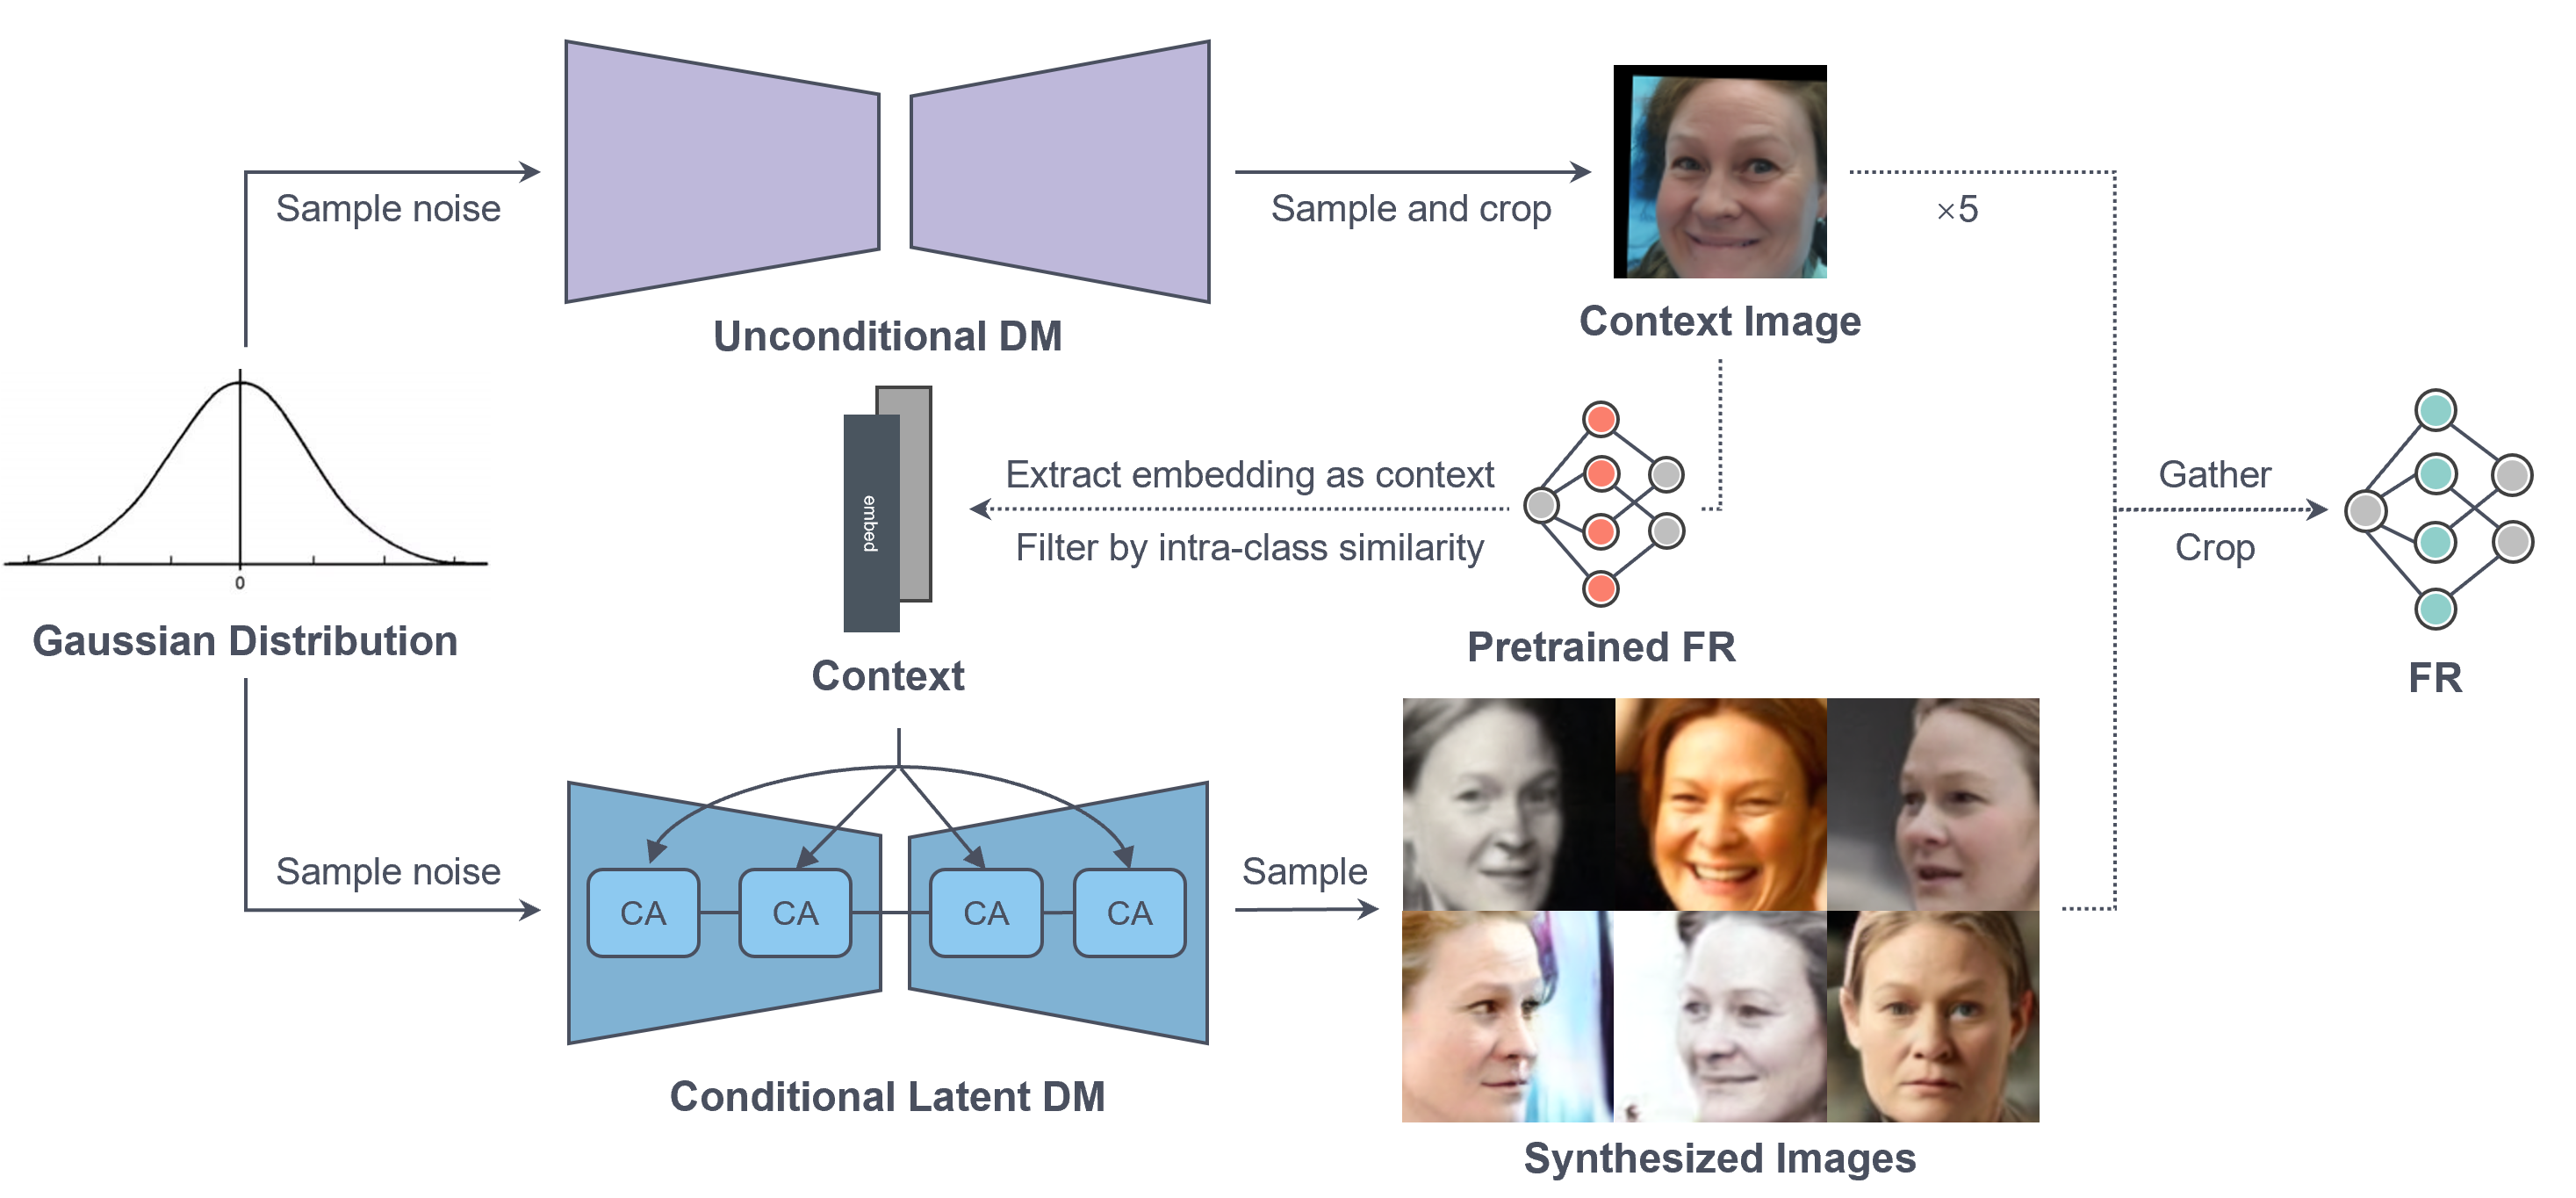 Sample noise
Unconditional DM
Sample and crop
Context Image
×5
0
Gaussian Distribution
embed
Context
Extract embedding as context
Filter by intra-class similarity
Pretrained FR
Gather
Crop
FR
Sample noise
CA
CA
CA
CA
Conditional Latent DM
Sample
Synthesized Images